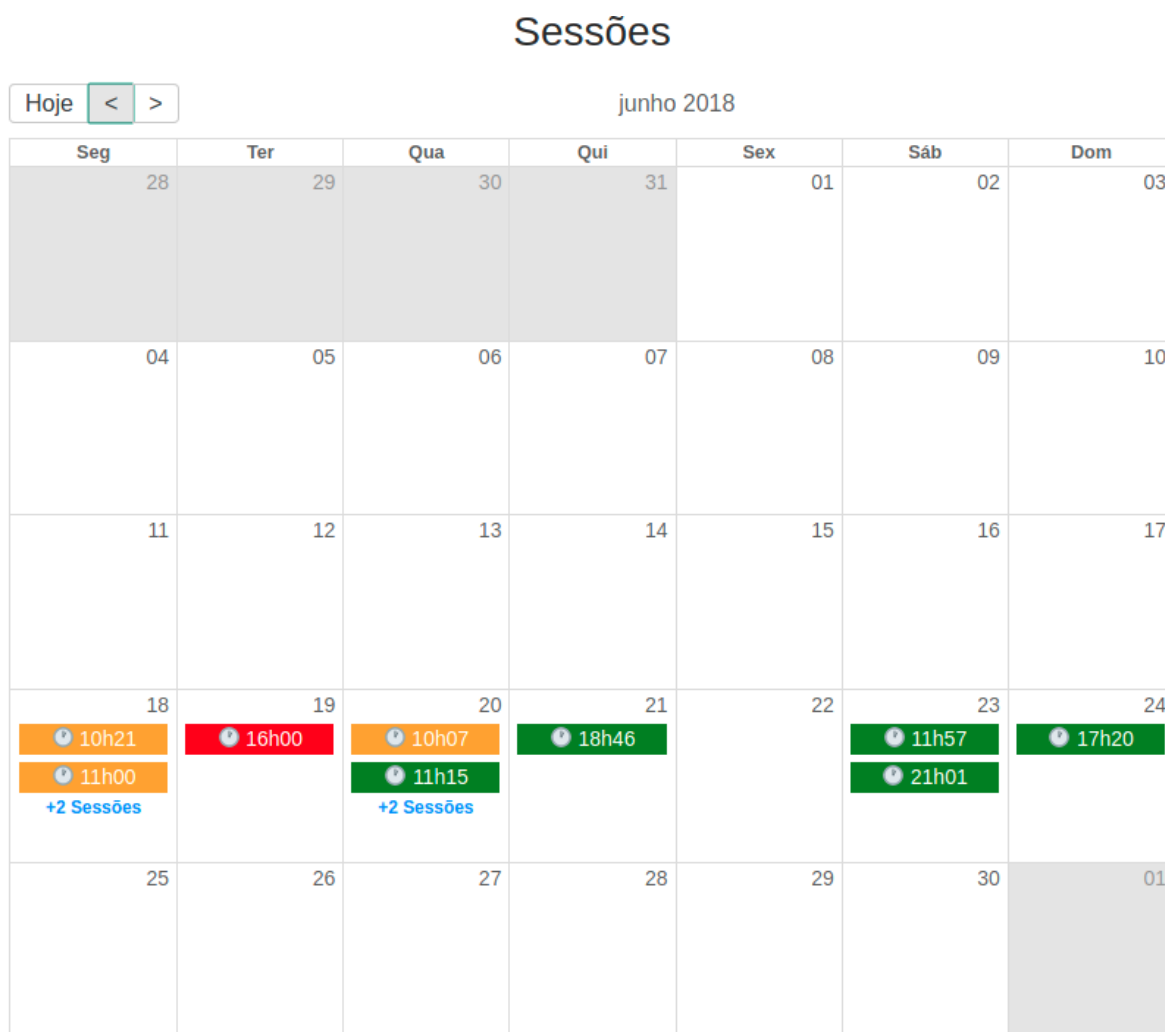 Sessões
Hoje < > junho 2018
Seg Ter Qua Qui Sex Sáb Dom
28 29 30 31 01 02 03
04 05 06 07 08 09 10
11 12 13 14 15 16 17
18 19 20 21 22 23 24
10h21 16h00 10h07 18h46 11h57 17h20
11h00 11h15 21h01
+2 Sessões +2 Sessões
25 26 27 28 29 30 01